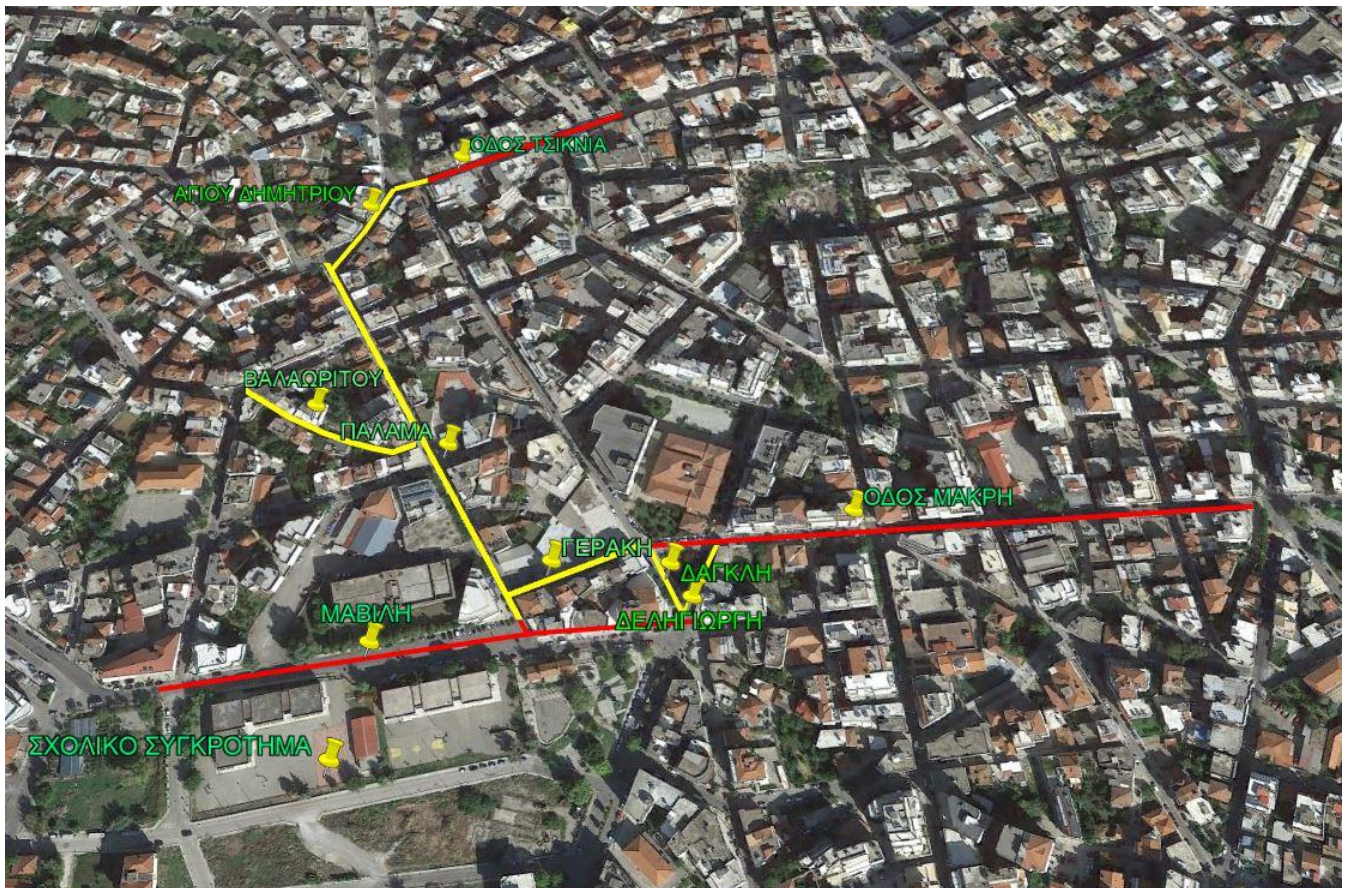 ΟΔΟΣ ΤΣΙΚΝΙΑ
ΑΓΙΟΥ ΔΗΜΗΤΡΙΟΥ
ΒΑΛΑΩΡΙΤΟΥ
ΠΑΛΑΜΑ
ΟΔΟΣ ΜΑΚΡΗ
ΓΕΡΑΚΗ
ΔΑΓΚΛΗ
ΜΑΒΙΛΗ
ΔΕΛΗΓΙΩΡΓΗ
ΣΧΟΛΙΚΟ ΣΥΓΚΡΟΤΗΜΑ